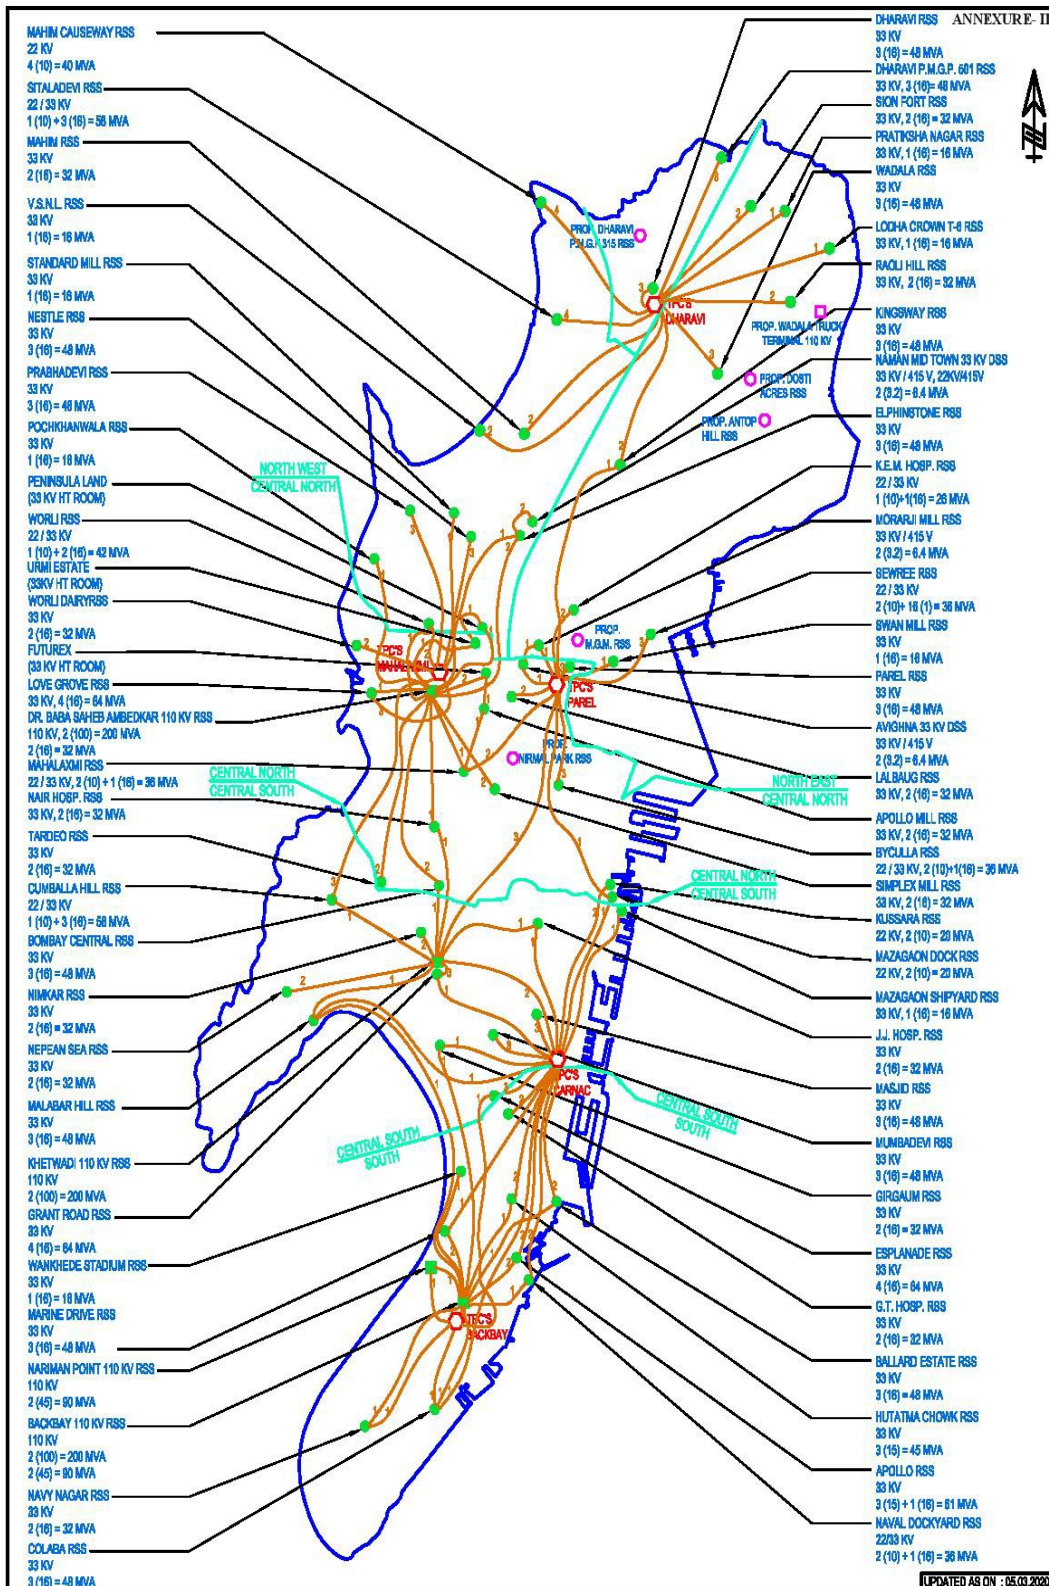 ANNEXURE- II
MAHIM CAUSEWAY RSS
22 KV
4 (10) = 40 MVA
SITALADEVI RSS
22 / 33 KV
1 (10) + 3 (16) = 58 MVA
MAHIM RSS
33 KV
2 (16) = 32 MVA
V.S.N.L. RSS
33 KV
1 (16) = 16 MVA
STANDARD MILL RSS
33 KV
1 (16) = 16 MVA
NESTLE RSS
33 KV
3 (16) = 48 MVA
PRABHADEVI RSS
33 KV
3 (16) = 48 MVA
POCHKHANWALA RSS
33 KV
1 (16) = 16 MVA
PENINSULA LAND
(33 KV HT ROOM)
WORLI RSS
22 / 33 KV
1 (10) + 2 (16) = 42 MVA
URMI ESTATE
(33KV HT ROOM)
WORLI DAIRYRSS
33 KV
2 (16) = 32 MVA
FUTUREX
(33 KV HT ROOM)
LOVE GROVE RSS
33 KV, 4 (16) = 64 MVA
DR. BABA SAHEB AMBEDKAR 110 KV RSS
110 KV, 2 (100) = 200 MVA
2 (16) = 32 MVA
MAHALAXMI RSS
22 / 33 KV, 2 (10) + 1 (16) = 36 MVA
NAIR HOSP. RSS
33 KV, 2 (16) = 32 MVA
TARDEO RSS
33 KV
2 (16) = 32 MVA
CUMBALLA HILL RSS
22 / 33 KV
1 (10) + 3 (16) = 58 MVA
BOMBAY CENTRAL RSS
33 KV
3 (16) = 48 MVA
NIMKAR RSS
33 KV
2 (16) = 32 MVA
NEPEAN SEA RSS
33 KV
2 (16) = 32 MVA
MALABAR HILL RSS
33 KV
3 (16) = 48 MVA
KHETWADI 110 KV RSS
110 KV
2 (100) = 200 MVA
GRANT ROAD RSS
33 KV
4 (16) = 64 MVA
WANKHEDE STADIUM RSS
33 KV
1 (16) = 16 MVA
MARINE DRIVE RSS
33 KV
3 (16) = 48 MVA
NARIMAN POINT 110 KV RSS
110 KV
2 (45) = 90 MVA
BACKBAY 110 KV RSS
110 KV
2 (100) = 200 MVA
2 (45) = 90 MVA
NAVY NAGAR RSS
33 KV
2 (16) = 32 MVA
COLABA RSS
33 KV
3 (16) = 48 MVA
PROP. DHARAVI
P.M.G.P. 315 RSS
TPC'S
DHARAVI
PROP. WADALA TRUCK
TERMINAL 110 KV
PROP. DOSTI
ACRES RSS
PROP. ANTOP
HILL RSS
NORTH WEST
CENTRAL NORTH
PROP.
M.G.M. RSS
TPC'S
MAHALAXMI
TPC'S
PAREL
PROP.
NIRMAL PARK RSS
CENTRAL NORTH
CENTRAL SOUTH
NORTH EAST
CENTRAL NORTH
CENTRAL NORTH
CENTRAL SOUTH
TPC'S
CARNAC
CENTRAL SOUTH
SOUTH
CENTRAL SOUTH
SOUTH
TPC'S
BACKBAY
DHARAVI RSS
33 KV
3 (16) = 48 MVA
DHARAVI P.M.G.P. 601 RSS
33 KV, 3 (16)= 48 MVA
SION FORT RSS
33 KV, 2 (16) = 32 MVA
PRATIKSHA NAGAR RSS
33 KV, 1 (16) = 16 MVA
WADALA RSS
33 KV
3 (16) = 48 MVA
LODHA CROWN T-6 RSS
33 KV, 1 (16) = 16 MVA
RAOLI HILL RSS
33 KV, 2 (16) = 32 MVA
KINGSWAY RSS
33 KV
3 (16) = 48 MVA
NAMAN MID TOWN 33 KV DSS
33 KV / 415 V, 22KV/415V
2 (3.2) = 6.4 MVA
ELPHINSTONE RSS
33 KV
3 (16) = 48 MVA
K.E.M. HOSP. RSS
22 / 33 KV
1 (10)+1(16) = 26 MVA
MORARJI MILL RSS
33 KV / 415 V
2 (3.2) = 6.4 MVA
SEWREE RSS
22 / 33 KV
2 (10)+ 16 (1) = 36 MVA
SWAN MILL RSS
33 KV
1 (16) = 16 MVA
PAREL RSS
33 KV
3 (16) = 48 MVA
AVIGHNA 33 KV DSS
33 KV / 415 V
2 (3.2) = 6.4 MVA
LALBAUG RSS
33 KV, 2 (16) = 32 MVA
APOLLO MILL RSS
33 KV, 2 (16) = 32 MVA
BYCULLA RSS
22 / 33 KV, 2 (10)+1(16) = 36 MVA
SIMPLEX MILL RSS
33 KV, 2 (16) = 32 MVA
KUSSARA RSS
22 KV, 2 (10) = 20 MVA
MAZAGAON DOCK RSS
22 KV, 2 (10) = 20 MVA
MAZAGAON SHIPYARD RSS
33 KV, 1 (16) = 16 MVA
J.J. HOSP. RSS
33 KV
2 (16) = 32 MVA
MASJID RSS
33 KV
3 (16) = 48 MVA
MUMBADEVI RSS
33 KV
3 (16) = 48 MVA
GIRGAUM RSS
33 KV
2 (16) = 32 MVA
ESPLANADE RSS
33 KV
4 (16) = 64 MVA
G.T. HOSP. RSS
33 KV
2 (16) = 32 MVA
BALLARD ESTATE RSS
33 KV
3 (16) = 48 MVA
HUTATMA CHOWK RSS
33 KV
3 (15) = 45 MVA
APOLLO RSS
33 KV
3 (15) + 1 (16) = 61 MVA
NAVAL DOCKYARD RSS
22/33 KV
2 (10) + 1 (16) = 36 MVA
UPDATED AS ON : 05.03.2020